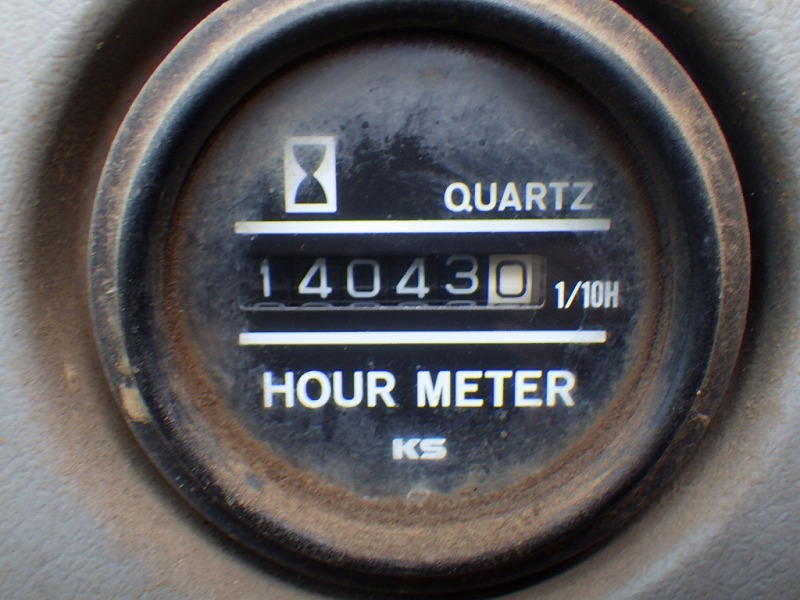 QUARTZ
140430 1/10H
HOUR METER
KS